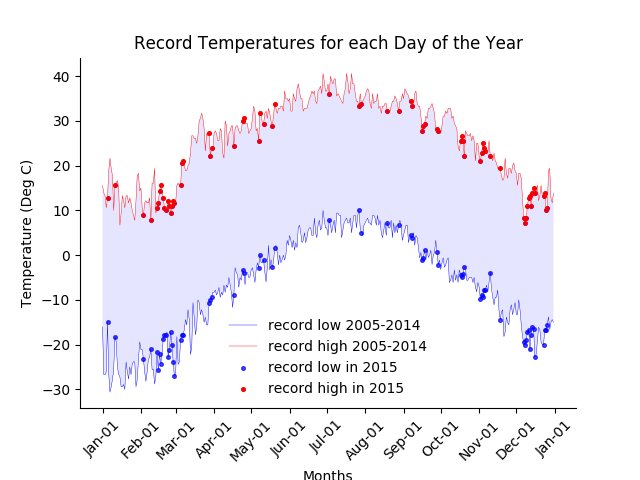 Record Temperatures for each Day of the Year
Temperature (Deg C)
40
30
20
10
0
−10
−20
−30
record low 2005-2014
record high 2005-2014
record low in 2015
record high in 2015
Jan-01
Feb-01
Mar-01
Apr-01
May-01
Jun-01
Jul-01
Aug-01
Sep-01
Oct-01
Nov-01
Dec-01
Jan-01
Months